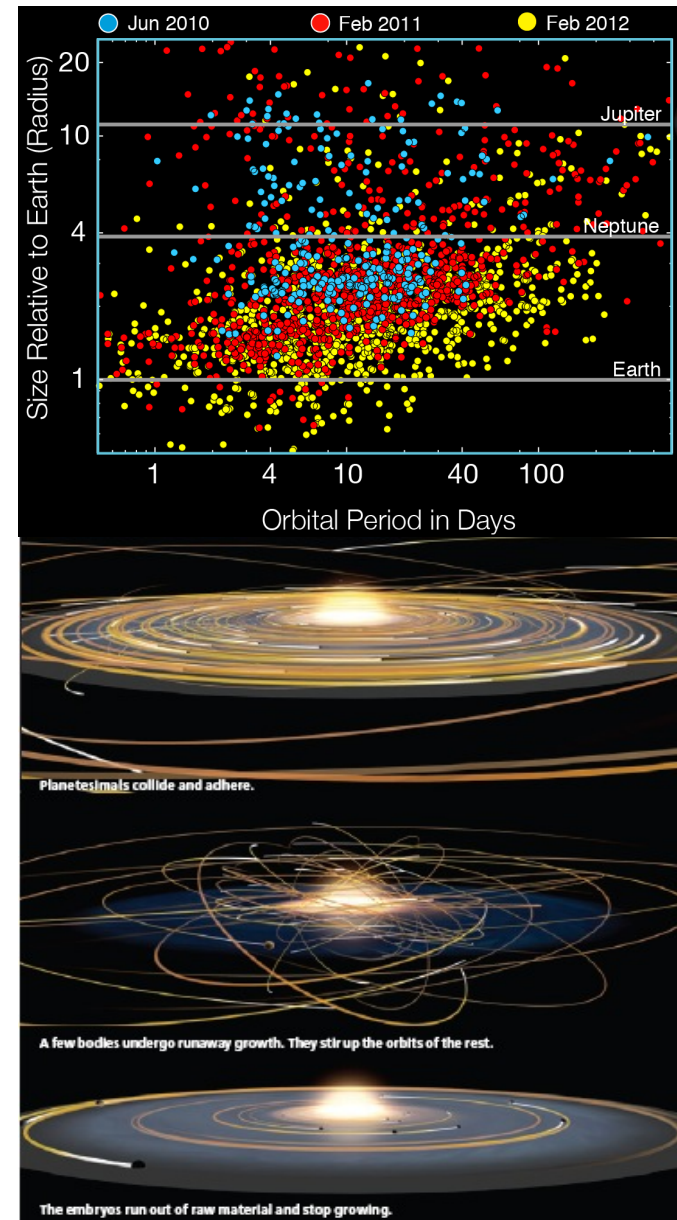 Jun 2010 Feb 2011 Feb 2012
Size Relative to Earth (Radius)
20
10
4
1
Jupiter
Neptune
Earth
1 4 10 40 100
Orbital Period in Days
Planetesimals collide and adhere.
A few bodies undergo runaway growth. They stir up the orbits of the rest.
The embryos run out of raw material and stop growing.